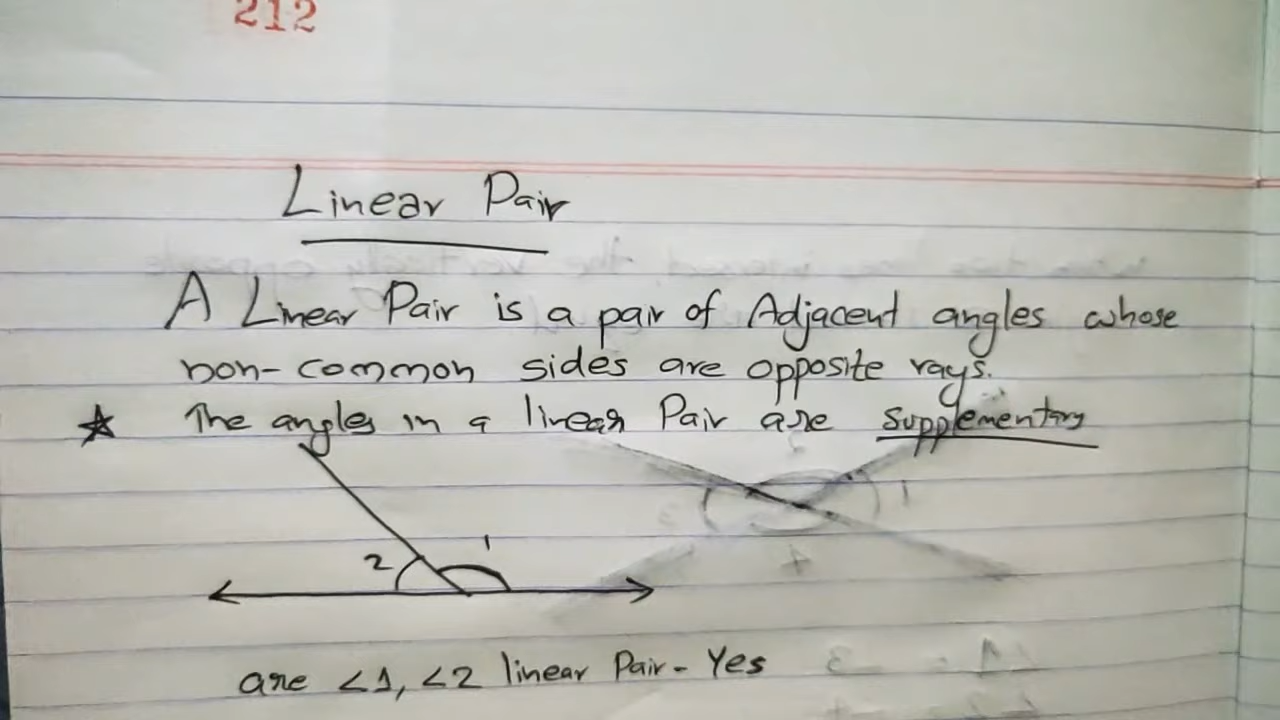 212
Linear Pair
A Linear Pair is a pair of Adjacent angles whose
non-common sides are opposite rays.
☆ The angles in a linear Pair are supplementary
2 1
are ∠1, ∠2 linear Pair - Yes